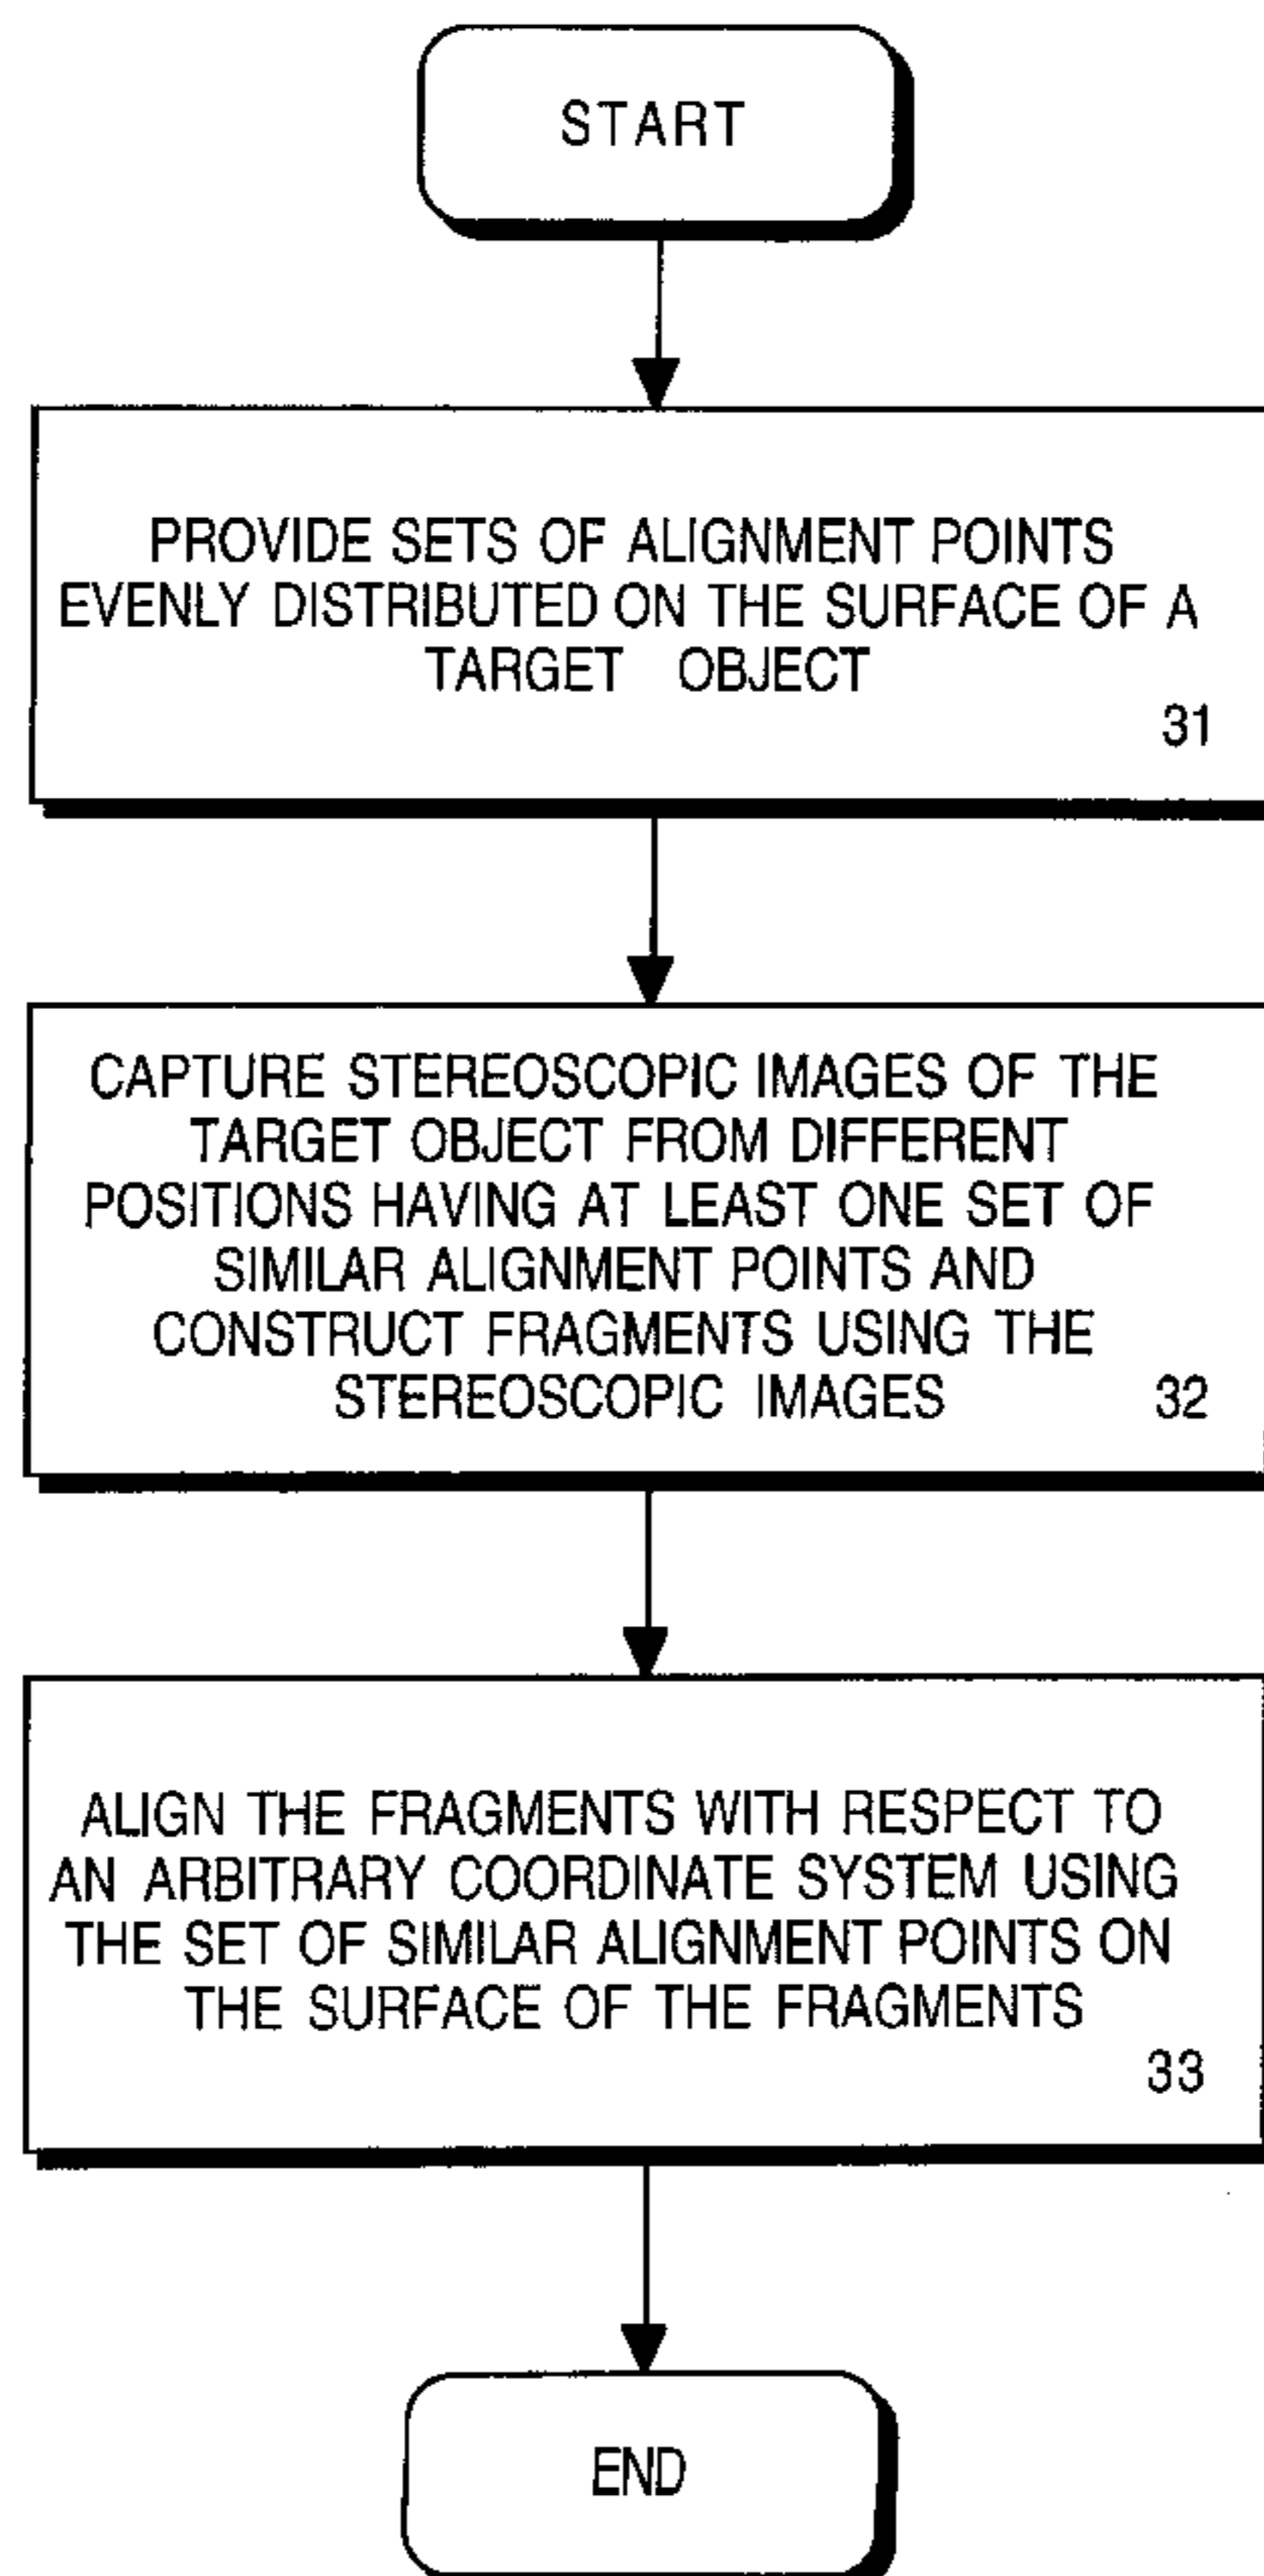 START
PROVIDE SETS OF ALIGNMENT POINTS
EVENLY DISTRIBUTED ON THE SURFACE OF A
TARGET OBJECT
31
CAPTURE STEREOSCOPIC IMAGES OF THE
TARGET OBJECT FROM DIFFERENT
POSITIONS HAVING AT LEAST ONE SET OF
SIMILAR ALIGNMENT POINTS AND
CONSTRUCT FRAGMENTS USING THE
STEREOSCOPIC IMAGES 32
ALIGN THE FRAGMENTS WITH RESPECT TO
AN ARBITRARY COORDINATE SYSTEM USING
THE SET OF SIMILAR ALIGNMENT POINTS ON
THE SURFACE OF THE FRAGMENTS
33
END